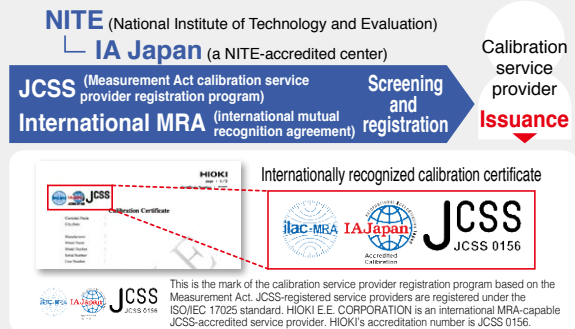 NITE (National Institute of Technology and Evaluation)
IA Japan (a NITE-accredited center)
JCSS (Measurement Act calibration service
provider registration program)
International MRA (international mutual
recognition agreement)
Screening
and
registration
Calibration
service
provider
Issuance
Internationally recognized calibration certificate
HIOKI
JCSS
Calibration Certificate
ilac-MRA
IAJapan
Accredited
Calibration
JCSS
JCSS 0156
ilac-MRA
IAJapan
JCSS
JCSS 0156
This is the mark of the calibration service provider registration program based on the
Measurement Act. JCSS-registered service providers are registered under the
ISO/IEC 17025 standard. HIOKI E.E. CORPORATION is an international MRA-capable
JCSS-accredited service provider. HIOKI's accreditation number is JCSS 0156.